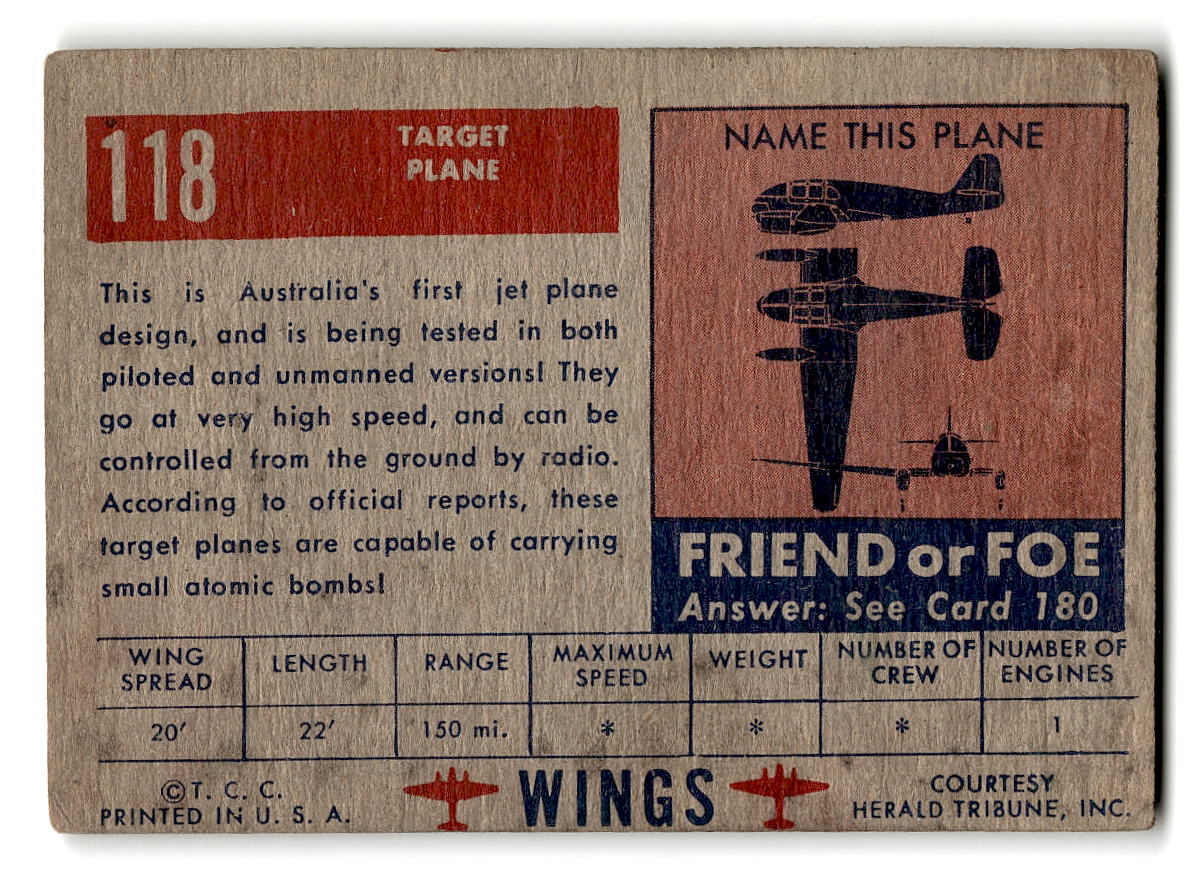 118
TARGET
PLANE
This is Australia's first jet plane
design, and is being tested in both
piloted and unmanned versions! They
go at very high speed, and can be
controlled from the ground by radio.
According to official reports, these
target planes are capable of carrying
small atomic bombs!
NAME THIS PLANE
FRIEND or FOE
Answer: See Card 180
WING SPREAD LENGTH RANGE MAXIMUM SPEED WEIGHT NUMBER OF CREW NUMBER OF ENGINES
20' 22' 150 mi. * * * 1
©T. C. C.
PRINTED IN U. S. A.
WINGS
COURTESY
HERALD TRIBUNE, INC.